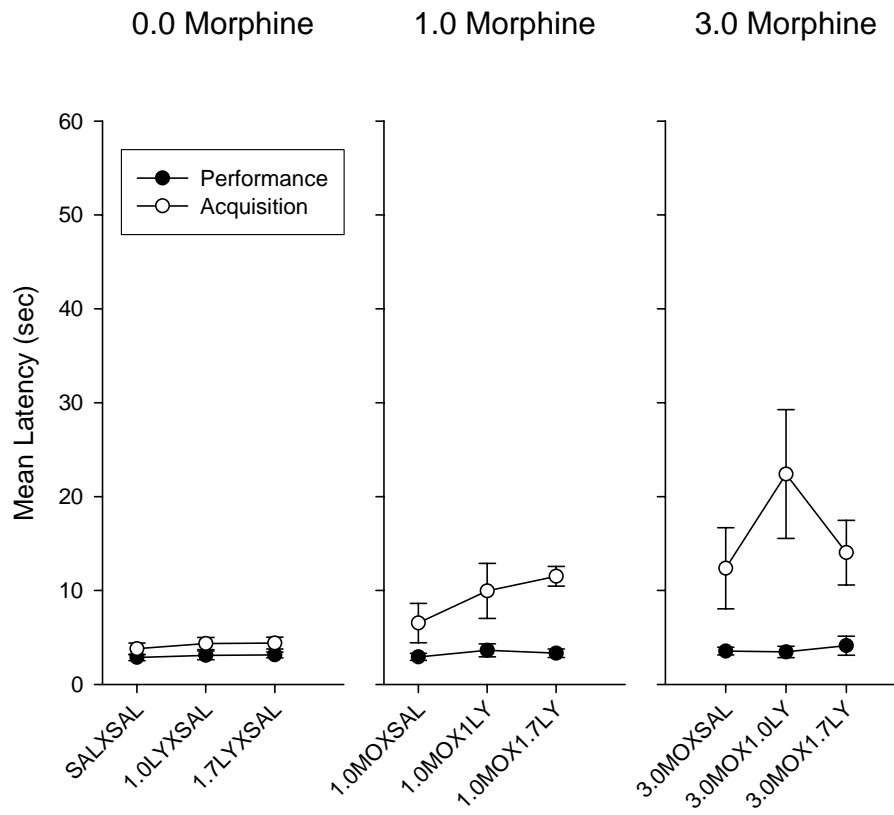 0.0 Morphine 1.0 Morphine 3.0 Morphine
60
50
40
30
20
10
0
Mean Latency (sec)
Performance
Acquisition
SALXSAL
1.0LYXSAL
1.7LYXSAL
1.0MOXSAL
1.0MOX1LY
1.0MOX1.7LY
3.0MOXSAL
3.0MOX1.0LY
3.0MOX1.7LY